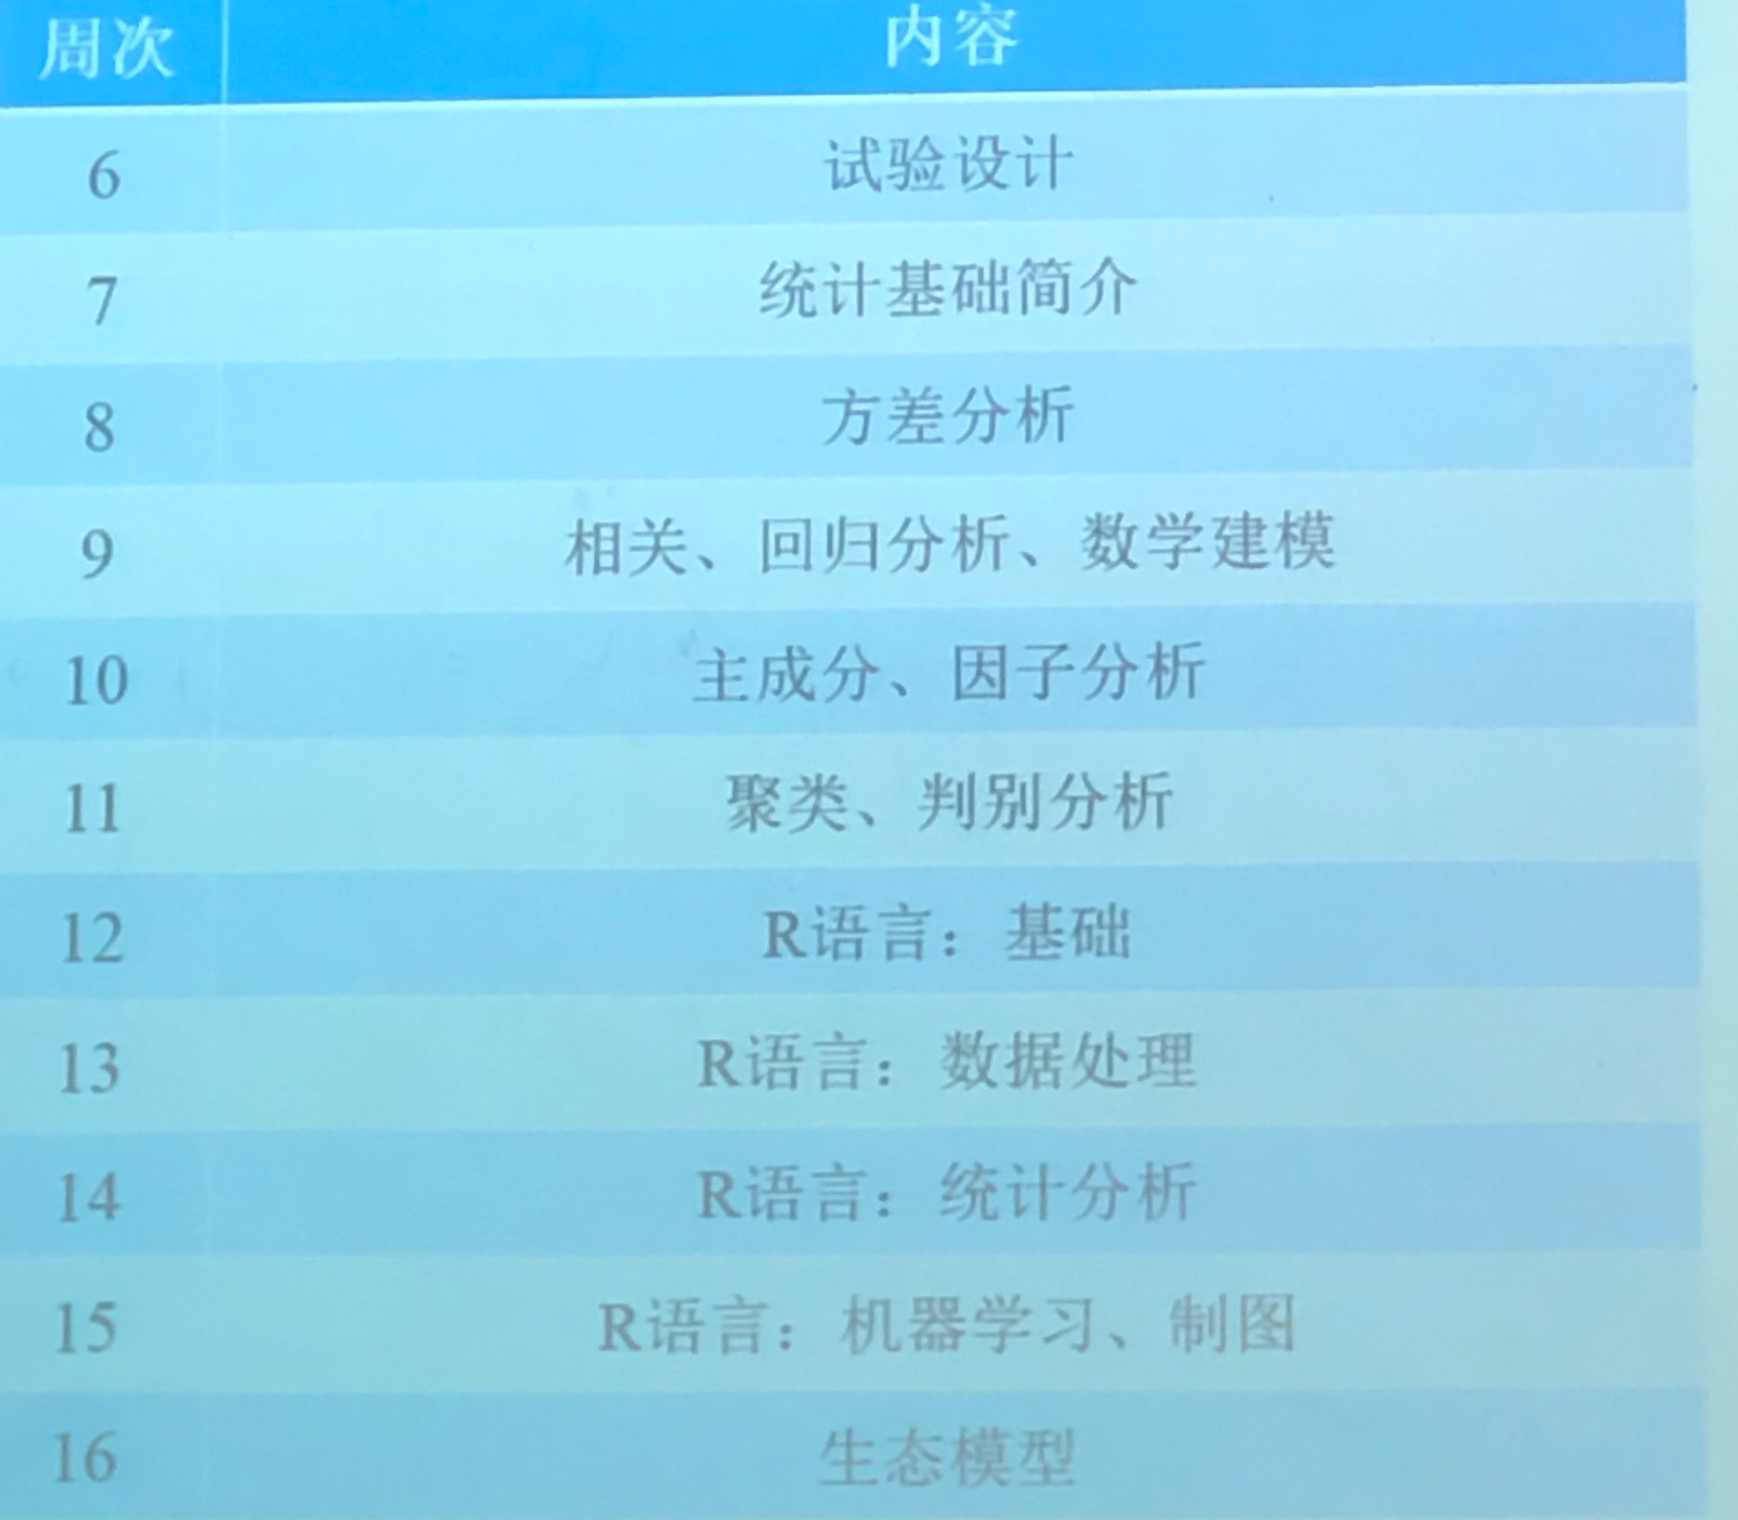 周次 内容
6 试验设计
7 统计基础简介
8 方差分析
9 相关、回归分析、数学建模
10 主成分、因子分析
11 聚类、判别分析
12 R语言：基础
13 R语言：数据处理
14 R语言：统计分析
15 R语言：机器学习、制图
16 生态模型